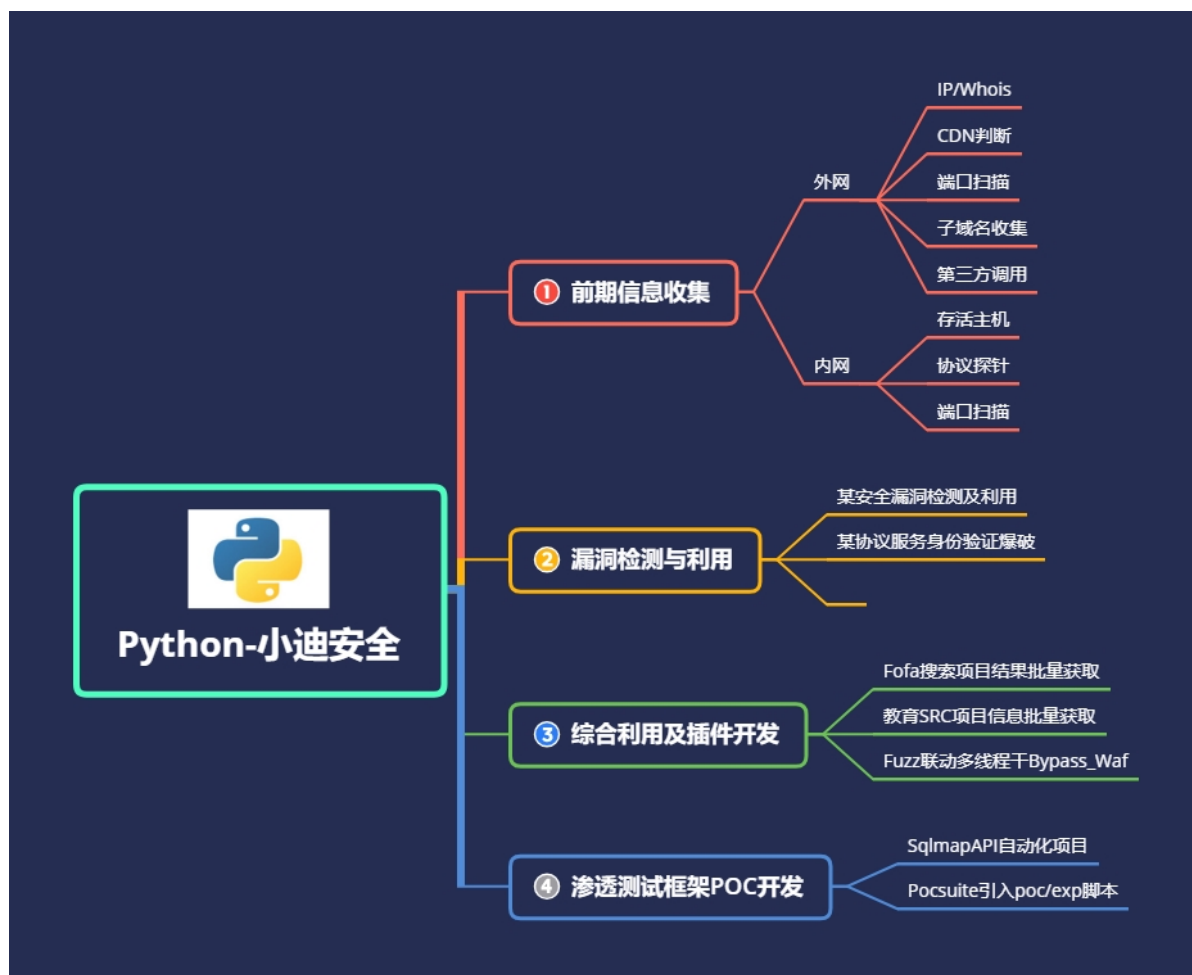 Python-小迪安全
1 前期信息收集
外网
IP/Whois
CDN判断
端口扫描
子域名收集
第三方调用
内网
存活主机
协议探针
端口扫描
2 漏洞检测与利用
某安全漏洞检测及利用
某协议服务身份验证爆破
3 综合利用及插件开发
Fofa搜索项目结果批量获取
教育SRC项目信息批量获取
Fuzz联动多线程干Bypass_Waf
4 渗透测试框架POC开发
SqlmapAPI自动化项目
Pocsuite引入poc/exp脚本